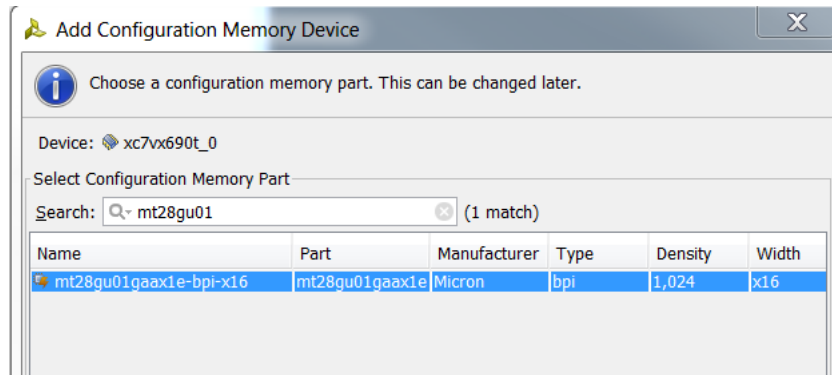 Add Configuration Memory Device
Choose a configuration memory part. This can be changed later.
Device: xc7vx690t_0
Select Configuration Memory Part
Search: mt28gu01 (1 match)
Name Part Manufacturer Type Density Width
mt28gu01gaax1e-bpi-x16 mt28gu01gaax1e Micron bpi 1,024 x16